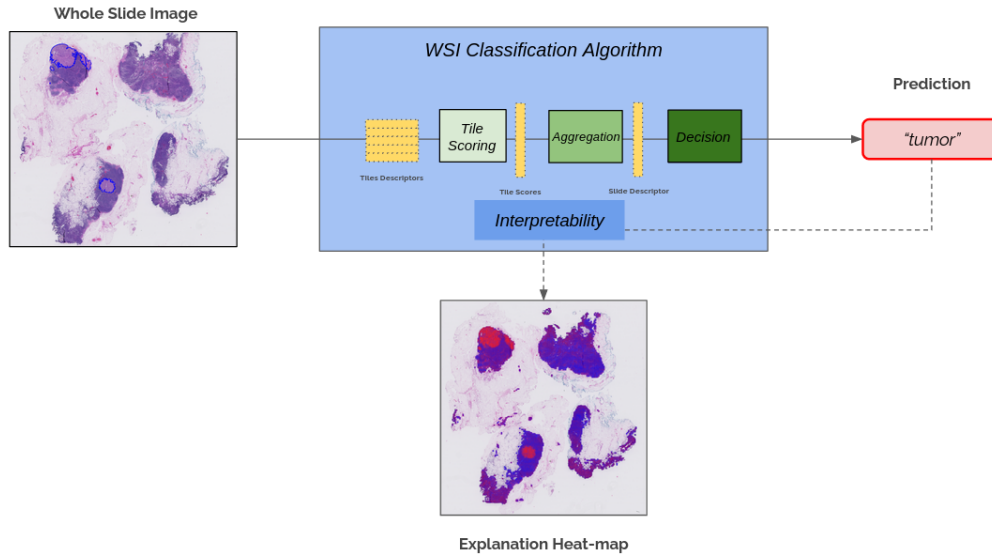 Whole Slide Image
WSI Classification Algorithm
Prediction
Tile
Scoring
Aggregation
Decision
"tumor"
Tiles Descriptors
Tile Scores
Slide Descriptor
Interpretability
Explanation Heat-map